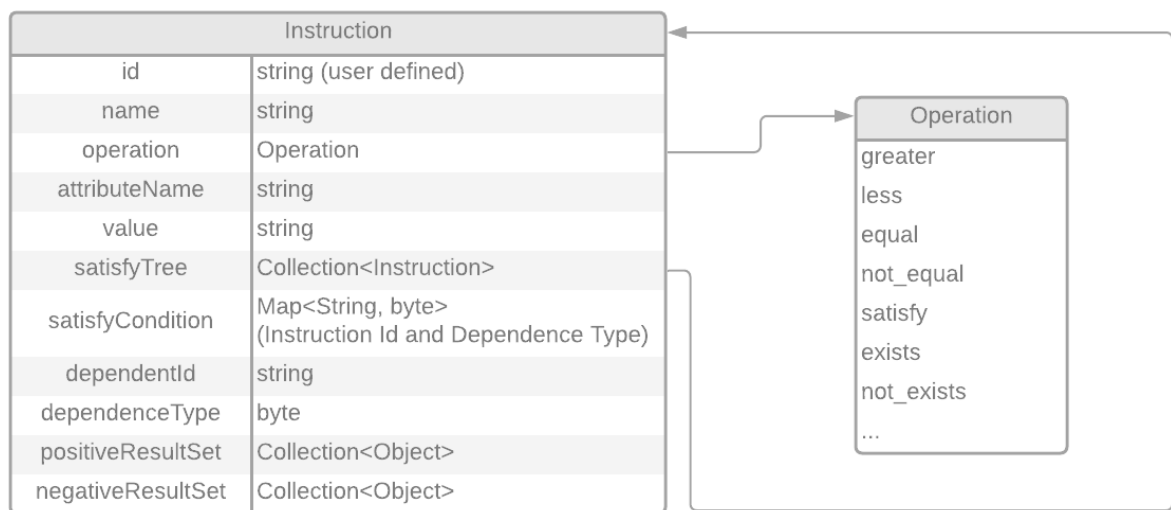 Instruction
id string (user defined)
name string
operation Operation
attributeName string
value string
satisfyTree Collection<Instruction>
satisfyCondition Map<String, byte>
(Instruction Id and Dependence Type)
dependentId string
dependenceType byte
positiveResultSet Collection<Object>
negativeResultSet Collection<Object>
Operation
greater
less
equal
not_equal
satisfy
exists
not_exists
...